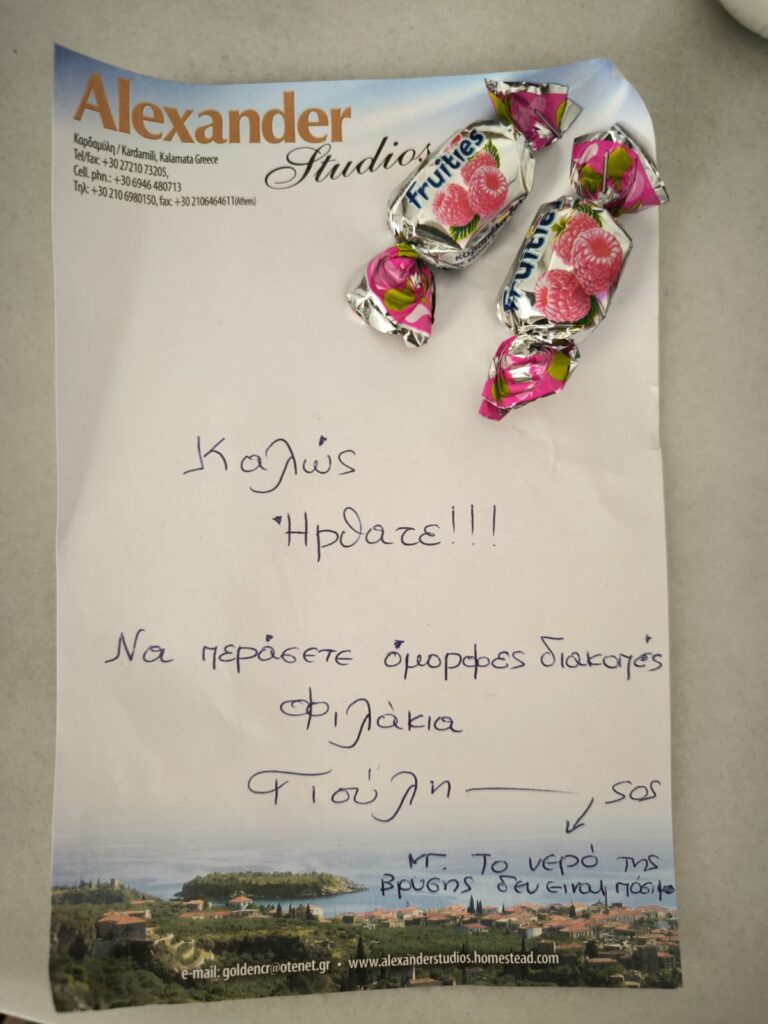 Alexander
Studios
Καρδαμύλη / Kardamili, Kalamata Greece
Tel/fax: +30 27210 73205,
Cell. phn.: +30 6946 480713
Τηλ: +30 210 6980150, fax: +30 2106464611(Athens)
fruities
fruities
Καλώς
Ήρθατε!!!
Να περάσετε όμορφες διακοπές
Φιλάκια
Γιούλη
sos
Το νερό της
βρύσης δεν ειναι πόσιμο
e-mail: goldencr@otenet.gr • www.alexanderstudios.homestead.com